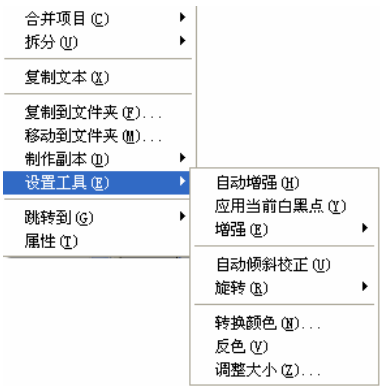 合并项目(C)
拆分(U)
复制文本(X)
复制到文件夹(F)...
移动到文件夹(M)...
制作副本(D)
设置工具(E)
跳转到(G)
属性(T)
自动增强(H)
应用当前白黑点(Y)
增强(E)
自动倾斜校正(U)
旋转(R)
转换颜色(N)...
反色(V)
调整大小(Z)...